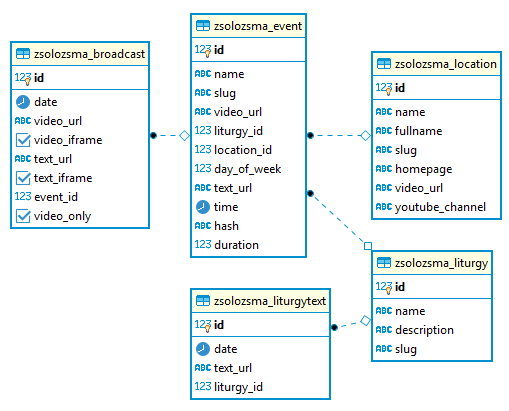 zsolozsma_broadcast
123 id
date
ABC video_url
video_iframe
ABC text_url
text_iframe
123 event_id
video_only
zsolozsma_event
123 id
ABC name
ABC slug
ABC video_url
123 liturgy_id
123 location_id
123 day_of_week
ABC text_url
time
ABC hash
123 duration
zsolozsma_location
123 id
ABC name
ABC fullname
ABC slug
ABC homepage
ABC video_url
ABC youtube_channel
zsolozsma_liturgytext
123 id
date
ABC text_url
123 liturgy_id
zsolozsma_liturgy
123 id
ABC name
ABC description
ABC slug